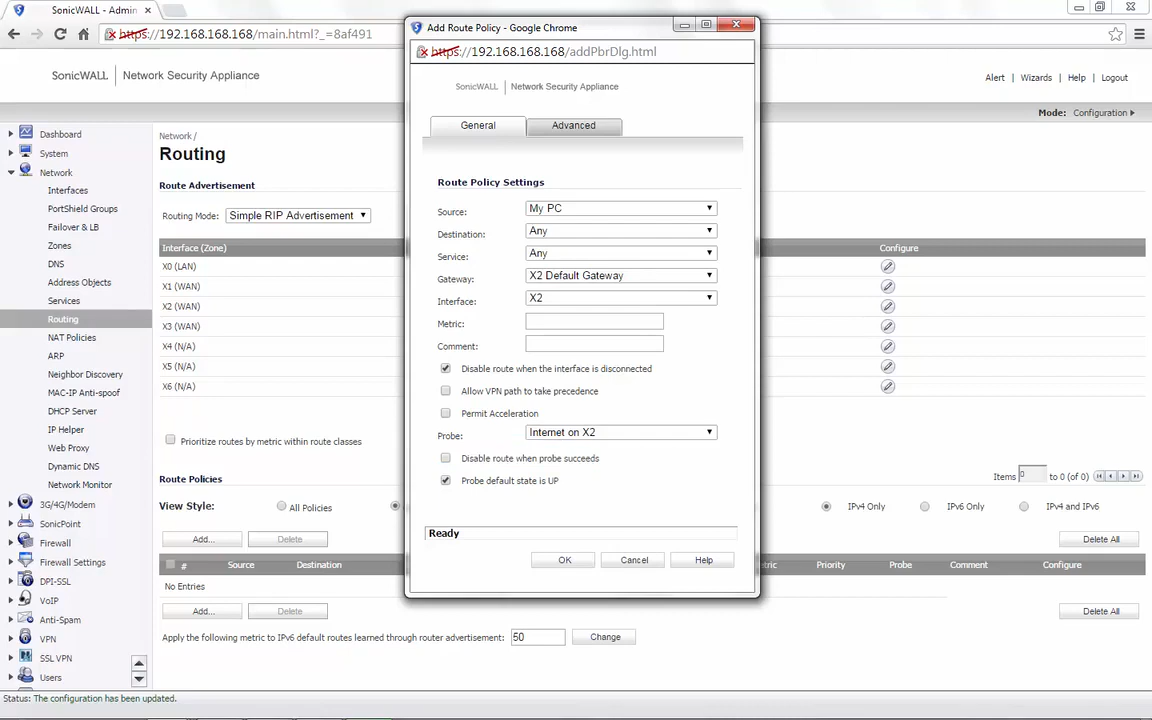 SonicWALL - Admin
https://192.168.168.168/main.html?_=8af491
SonicWALL | Network Security Appliance
Alert | Wizards | Help | Logout
Mode: Configuration
Dashboard
System
Network
Interfaces
PortShield Groups
Failover & LB
Zones
DNS
Address Objects
Services
Routing
NAT Policies
ARP
Neighbor Discovery
MAC-IP Anti-spoof
DHCP Server
IP Helper
Web Proxy
Dynamic DNS
Network Monitor
3G/4G/Modem
SonicPoint
Firewall
Firewall Settings
DPI-SSL
VoIP
Anti-Spam
VPN
SSL VPN
Users
Status: The configuration has been updated.
Network /
Routing
Route Advertisement
Routing Mode: Simple RIP Advertisement
Interface (Zone) Configure
X0 (LAN)
X1 (WAN)
X2 (WAN)
X3 (WAN)
X4 (N/A)
X5 (N/A)
X6 (N/A)
Prioritize routes by metric within route classes
Route Policies
Items 0 to 0 (of 0)
View Style: All Policies IPv4 Only IPv6 Only IPv4 and IPv6
Add... Delete Delete All
# Source Destination Priority Probe Comment Configure
No Entries
Add... Delete Delete All
Apply the following metric to IPv6 default routes learned through router advertisement: 50 Change
Add Route Policy - Google Chrome
https://192.168.168.168/addPbrDlg.html
SonicWALL | Network Security Appliance
General Advanced
Route Policy Settings
Source: My PC
Destination: Any
Service: Any
Gateway: X2 Default Gateway
Interface: X2
Metric:
Comment:
Disable route when the interface is disconnected
Allow VPN path to take precedence
Permit Acceleration
Probe: Internet on X2
Disable route when probe succeeds
Probe default state is UP
Ready
OK Cancel Help